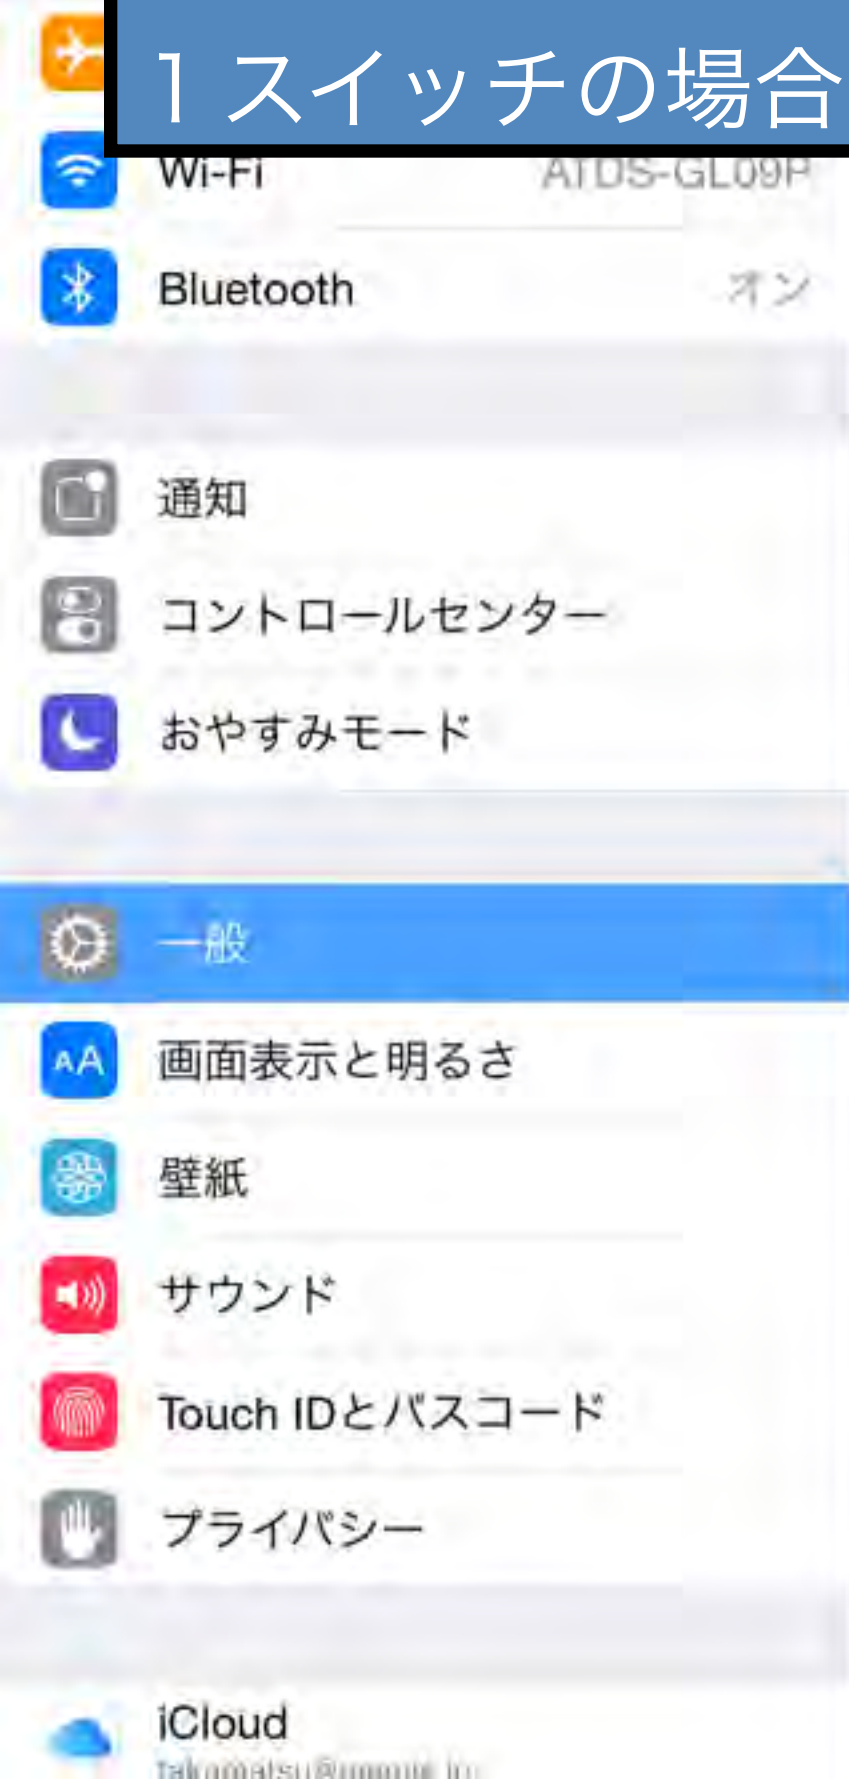 １スイッチの場合
Wi-Fi ATDS-GL09P
Bluetooth オン
通知
コントロールセンター
おやすみモード
一般
AA 画面表示と明るさ
壁紙
サウンド
Touch IDとパスコード
プライバシー
iCloud